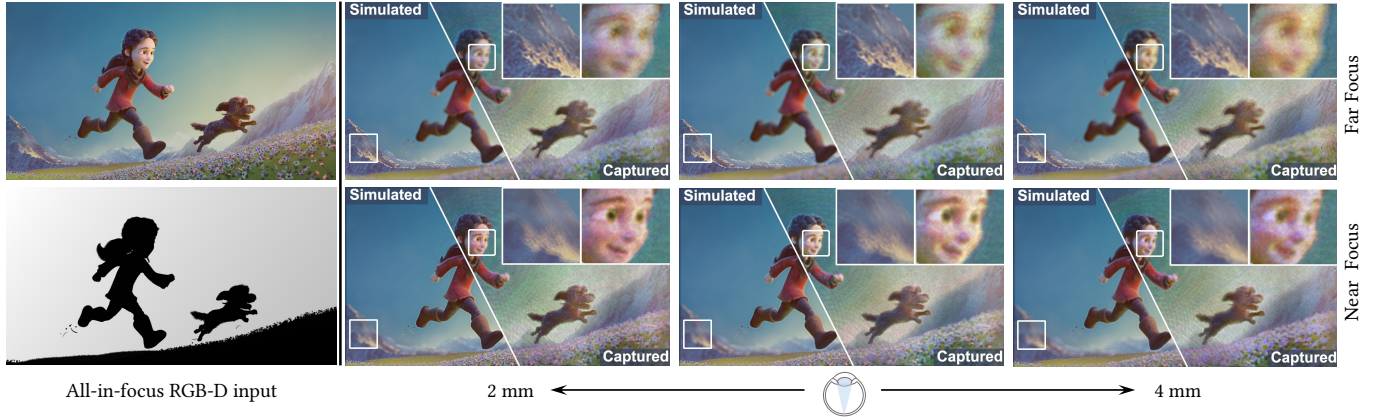 Simulated
Captured
Simulated
Captured
Simulated
Captured
Far Focus
Simulated
Captured
Simulated
Captured
Simulated
Captured
Near Focus
All-in-focus RGB-D input
2 mm
4 mm